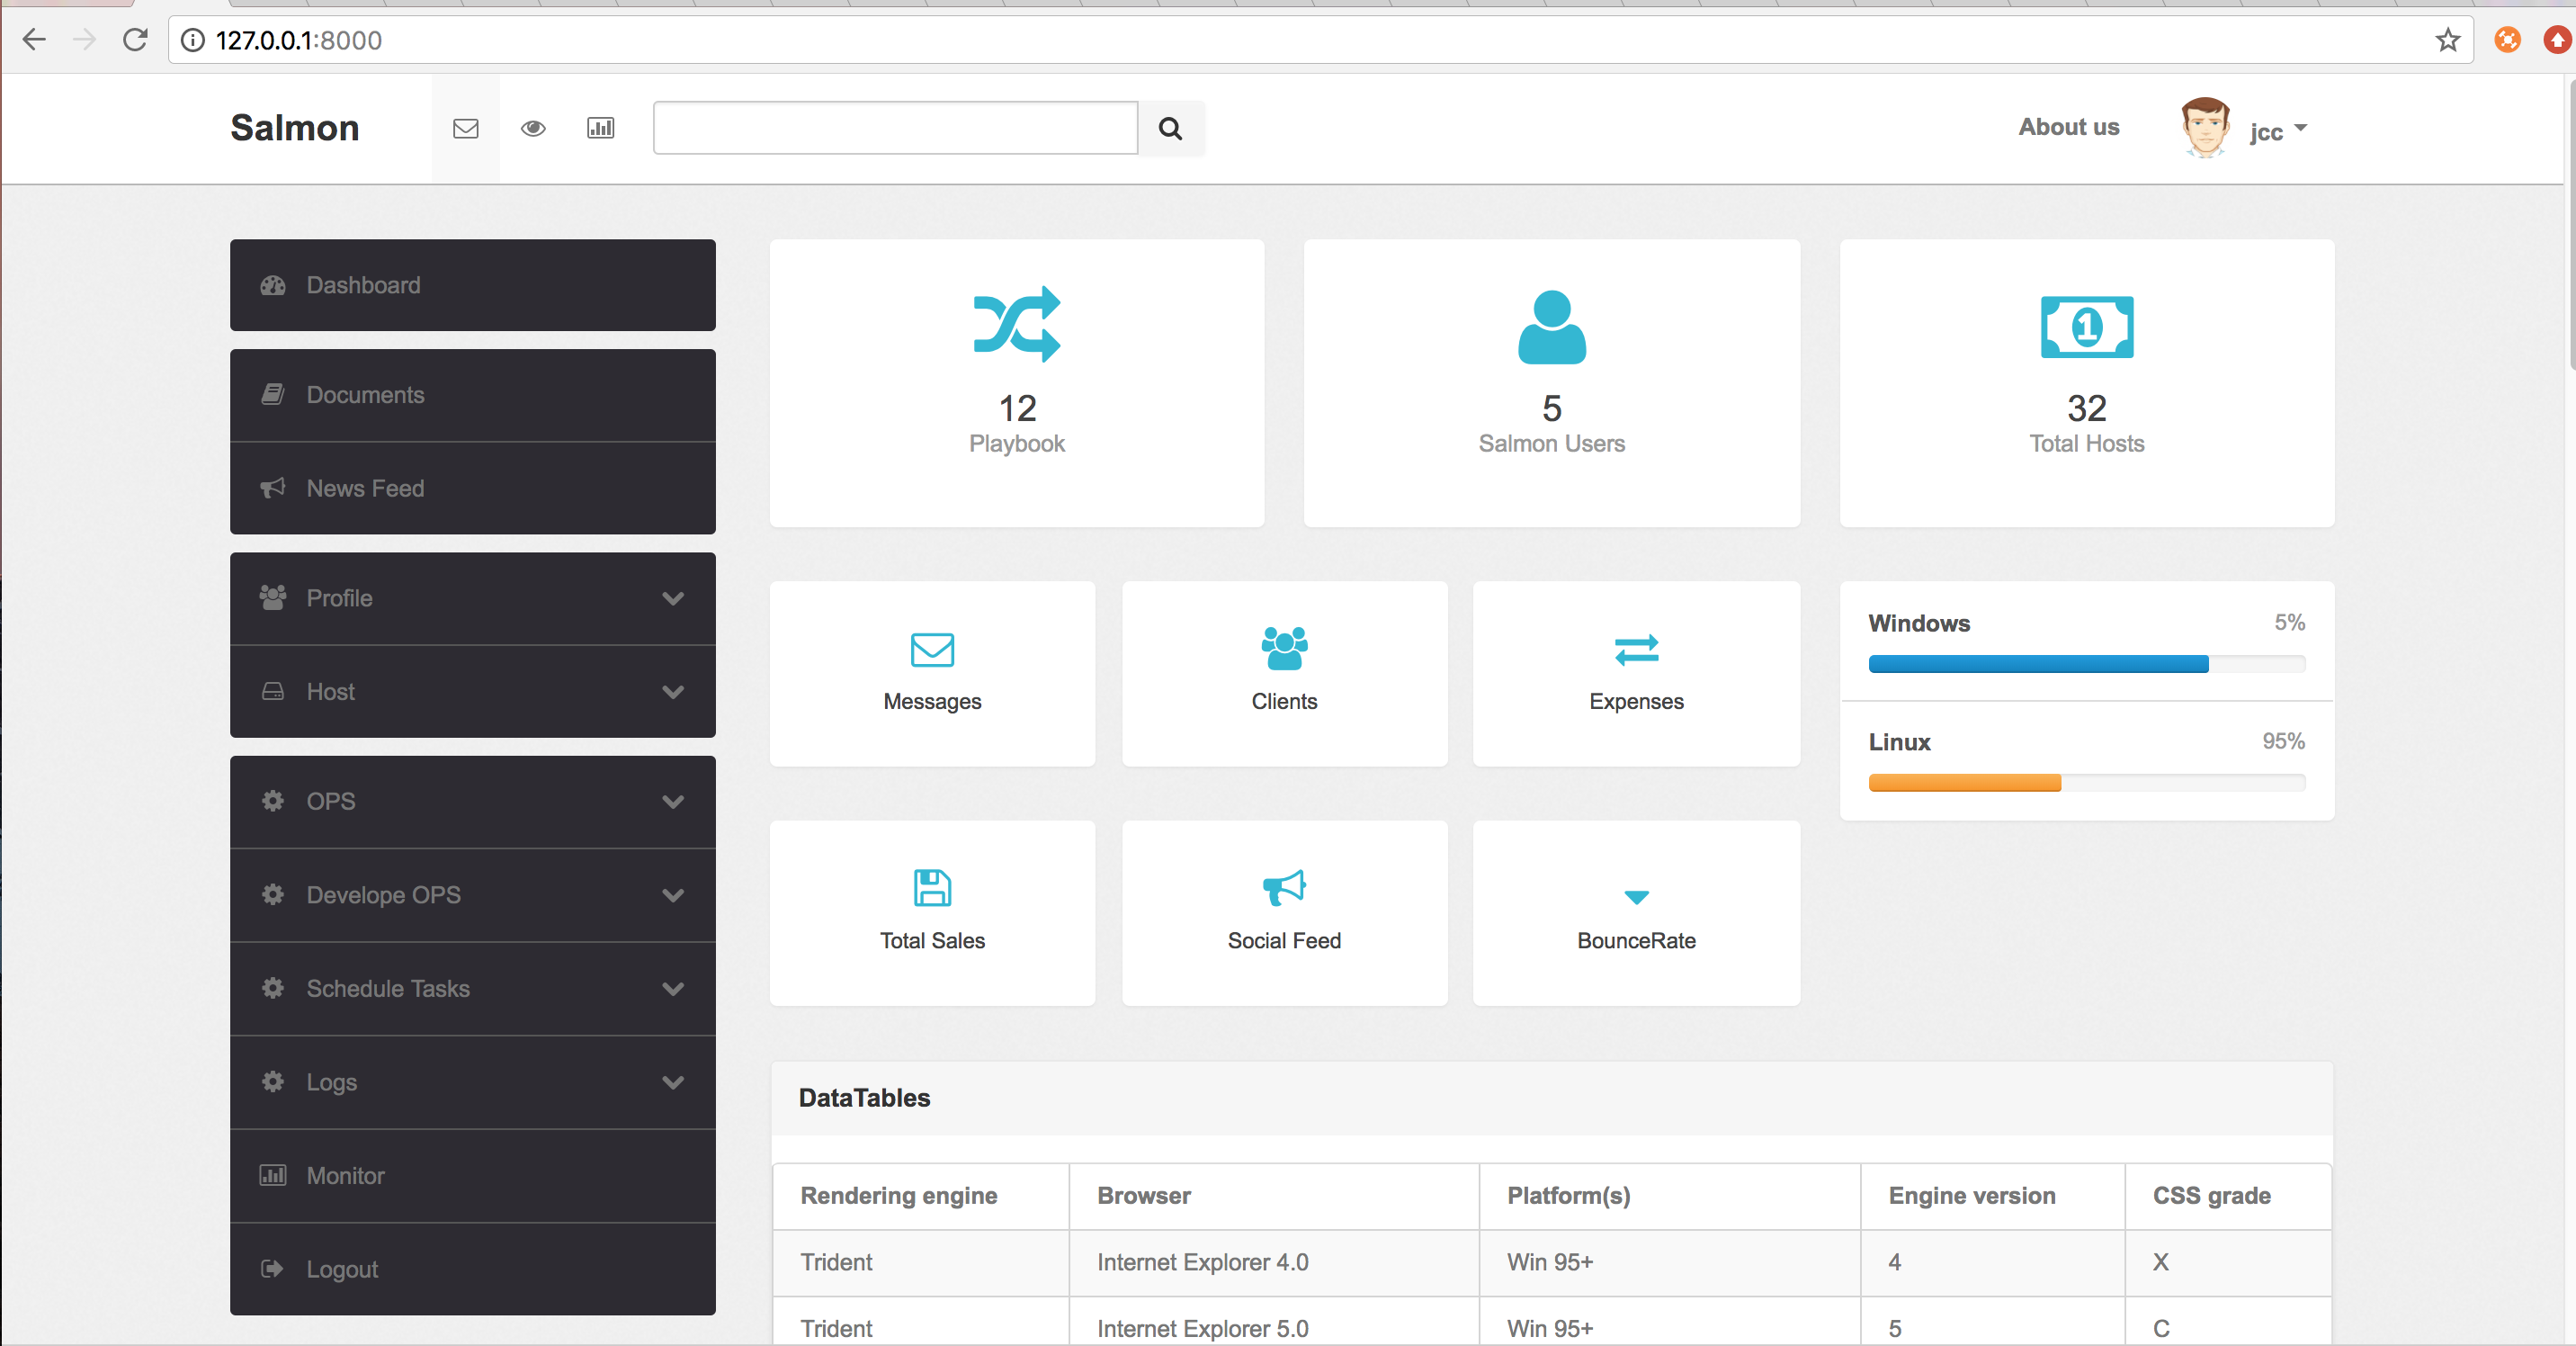 127.0.0.1:8000
Salmon
About us
jcc
Dashboard
Documents
News Feed
Profile
Host
OPS
Develope OPS
Schedule Tasks
Logs
Monitor
Logout
12
Playbook
5
Salmon Users
1
32
Total Hosts
Messages
Clients
Expenses
Windows 5%
Linux 95%
Total Sales
Social Feed
BounceRate
DataTables
Rendering engine Browser Platform(s) Engine version CSS grade
Trident Internet Explorer 4.0 Win 95+ 4 X
Trident Internet Explorer 5.0 Win 95+ 5 C